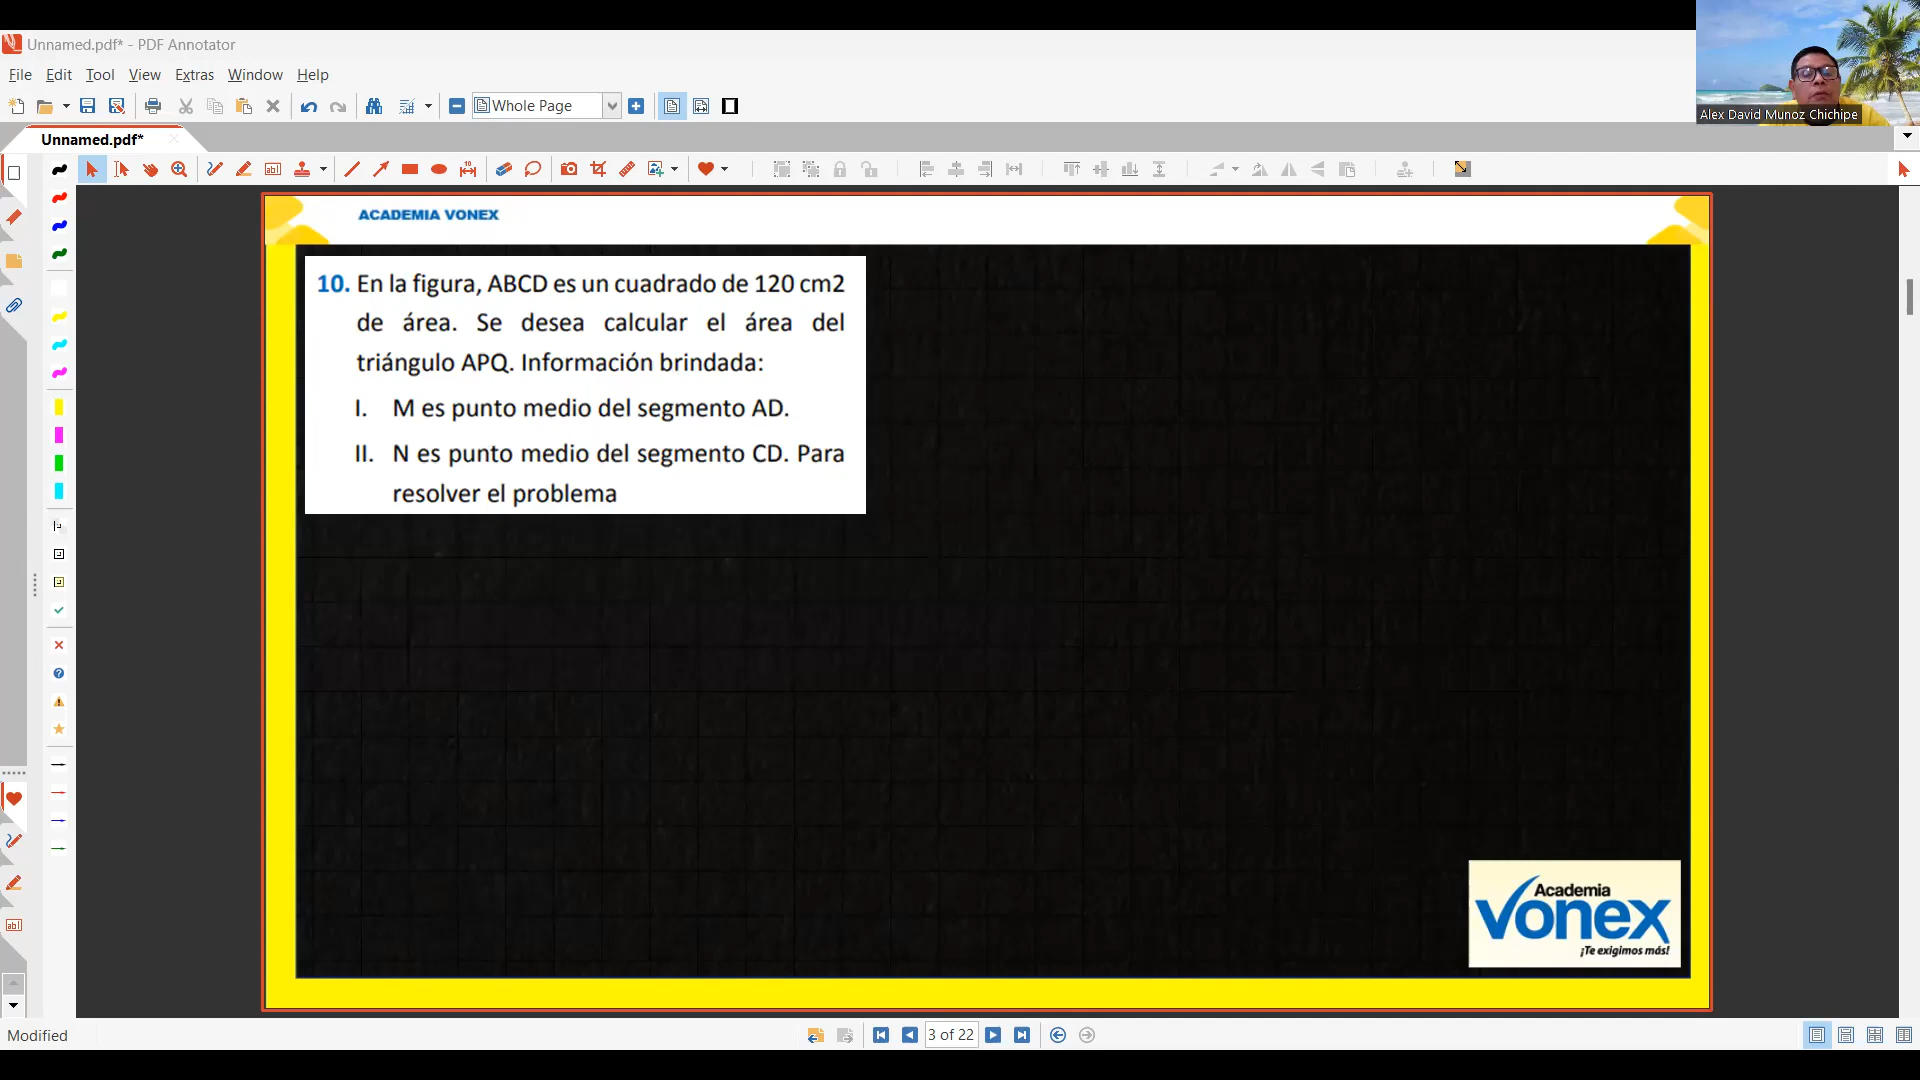 Unnamed.pdf* - PDF Annotator
File Edit Tool View Extras Window Help
Whole Page
Alex David Munoz Chichipe
Unnamed.pdf*
ACADEMIA VONEX
10. En la figura, ABCD es un cuadrado de 120 cm2
de área. Se desea calcular el área del
triángulo APQ. Información brindada:
I. M es punto medio del segmento AD.
II. N es punto medio del segmento CD. Para
resolver el problema
Academia
Vonex
¡Te exigimos más!
Modified
3 of 22